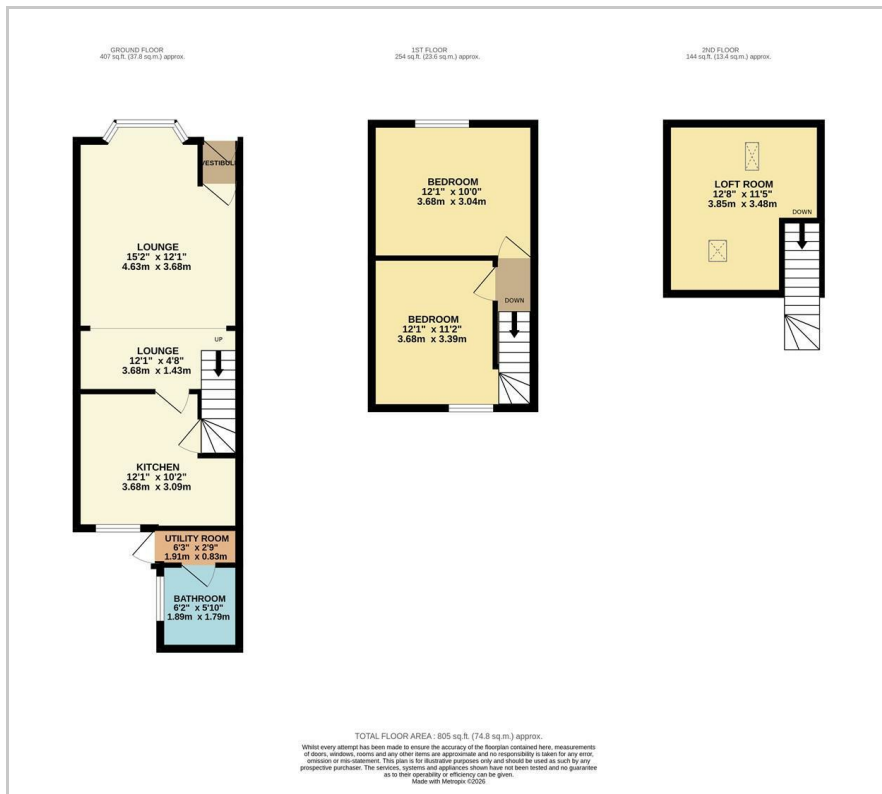 GROUND FLOOR
407 sq.ft. (37.8 sq.m.) approx.
1ST FLOOR
254 sq.ft. (23.6 sq.m.) approx.
2ND FLOOR
144 sq.ft. (13.4 sq.m.) approx.
VESTIBULE
LOUNGE
15'2" x 12'1"
4.63m x 3.68m
LOUNGE
12'1" x 4'8"
3.68m x 1.43m
UP
KITCHEN
12'1" x 10'2"
3.68m x 3.09m
UTILITY ROOM
6'3" x 2'9"
1.91m x 0.83m
BATHROOM
6'2" x 5'10"
1.89m x 1.79m
BEDROOM
12'1" x 10'0"
3.68m x 3.04m
BEDROOM
12'1" x 11'2"
3.68m x 3.39m
DOWN
LOFT ROOM
12'8" x 11'5"
3.85m x 3.48m
DOWN
TOTAL FLOOR AREA : 805 sq.ft. (74.8 sq.m.) approx.
Whilst every attempt has been made to ensure the accuracy of the floorplan contained here, measurements
of doors, windows, rooms and any other items are approximate and no responsibility is taken for any error,
omission or mis-statement. This plan is for illustrative purposes only and should be used as such by any
prospective purchaser. The services, systems and appliances shown have not been tested and no guarantee
as to their operability or efficiency can be given.
Made with Metropix ©2026